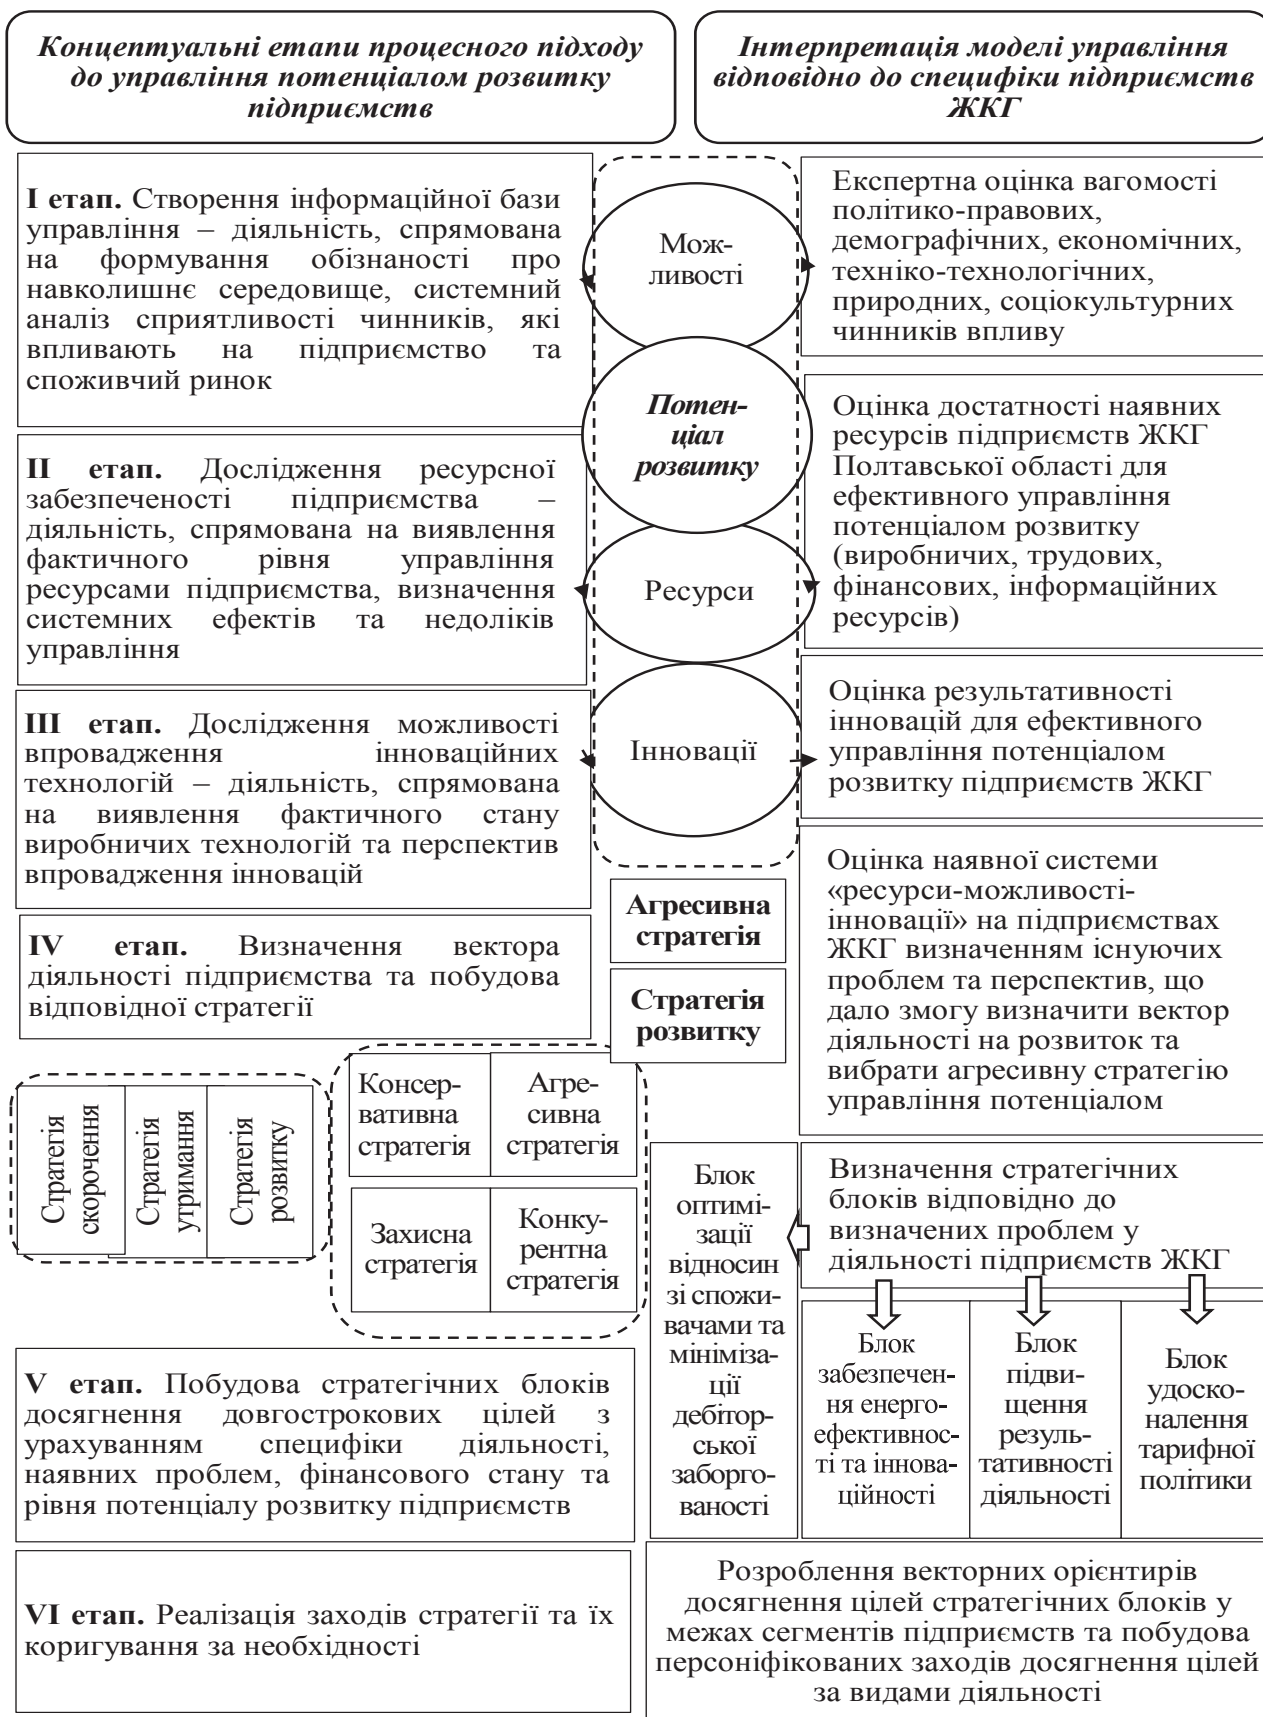 Концептуальні етапи процесного підходу
до управління потенціалом розвитку
підприємств
Інтерпретація моделі управління
відповідно до специфіки підприємств
ЖКГ
I етап. Створення інформаційної бази
управління – діяльність, спрямована
на формування обізнаності про
навколишнє середовище, системний
аналіз сприятливості чинників, які
впливають на підприємство та
споживчий ринок
Мож-
ливості
Експертна оцінка вагомості
політико-правових,
демографічних, економічних,
техніко-технологічних,
природних, соціокультурних
чинників впливу
Потен-
ціал
розвитку
II етап. Дослідження ресурсної
забезпеченості підприємства –
діяльність, спрямована на виявлення
фактичного рівня управління
ресурсами підприємства, визначення
системних ефектів та недоліків
управління
Ресурси
Оцінка достатності наявних
ресурсів підприємств ЖКГ
Полтавської області для
ефективного управління
потенціалом розвитку
(виробничих, трудових,
фінансових, інформаційних
ресурсів)
III етап. Дослідження можливості
впровадження інноваційних
технологій – діяльність, спрямована
на виявлення фактичного стану
виробничих технологій та перспектив
впровадження інновацій
Інновації
Оцінка результативності
інновацій для ефективного
управління потенціалом
розвитку підприємств ЖКГ
IV етап. Визначення вектора
діяльності підприємства та побудова
відповідної стратегії
Агресивна
стратегія
Стратегія
розвитку
Оцінка наявної системи
«ресурси-можливості-
інновації» на підприємствах
ЖКГ визначенням існуючих
проблем та перспектив, що
дало змогу визначити вектор
діяльності на розвиток та
вибрати агресивну стратегію
управління потенціалом
Стратегія
скорочення
Стратегія
утримання
Стратегія
розвитку
Консер-
вативна
стратегія
Агре-
сивна
стратегія
Захисна
стратегія
Конку-
рентна
стратегія
Блок
оптимі-
зації
відносин
зі спожи-
вачами та
мініміза-
ції
дебітор-
ської
заборго-
ваності
Визначення стратегічних
блоків відповідно до
визначених проблем у
діяльності підприємств ЖКГ
Блок
забезпечен-
ня енерго-
ефективнос-
ті та іннова-
ційності
Блок
підви-
щення
резуль-
тативності
діяльності
Блок
удоско-
налення
тарифної
політики
V етап. Побудова стратегічних блоків
досягнення довгострокових цілей з
урахуванням специфіки діяльності,
наявних проблем, фінансового стану та
рівня потенціалу розвитку підприємств
VI етап. Реалізація заходів стратегії та їх
коригування за необхідності
Розроблення векторних орієнтирів
досягнення цілей стратегічних блоків у
межах сегментів підприємств та побудова
персоніфікованих заходів досягнення цілей
за видами діяльності